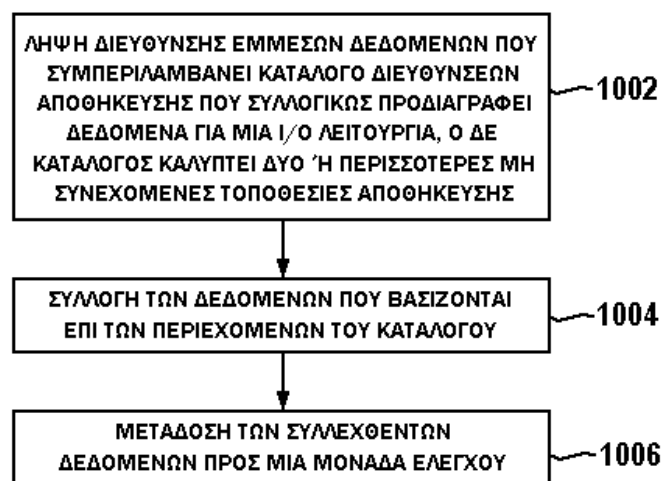 ΛΗΨΗ ΔΙΕΥΘΥΝΣΗΣ ΕΜΜΕΣΩΝ ΔΕΔΟΜΕΝΩΝ ΠΟΥ
ΣΥΜΠΕΡΙΛΑΜΒΑΝΕΙ ΚΑΤΑΛΟΓΟ ΔΙΕΥΘΥΝΣΕΩΝ
ΑΠΟΘΗΚΕΥΣΗΣ ΠΟΥ ΣΥΛΛΟΓΙΚΩΣ ΠΡΟΔΙΑΓΡΑΦΕΙ
ΔΕΔΟΜΕΝΑ ΓΙΑ ΜΙΑ Ι/Ο ΛΕΙΤΟΥΡΓΙΑ, Ο ΔΕ
ΚΑΤΑΛΟΓΟΣ ΚΑΛΥΠΤΕΙ ΔΥΟ Ή ΠΕΡΙΣΣΟΤΕΡΕΣ ΜΗ
ΣΥΝΕΧΟΜΕΝΕΣ ΤΟΠΟΘΕΣΙΕΣ ΑΠΟΘΗΚΕΥΣΗΣ
1002
ΣΥΛΛΟΓΗ ΤΩΝ ΔΕΔΟΜΕΝΩΝ ΠΟΥ ΒΑΣΙΖΟΝΤΑΙ
ΕΠΙ ΤΩΝ ΠΕΡΙΕΧΟΜΕΝΩΝ ΤΟΥ ΚΑΤΑΛΟΓΟΥ
1004
ΜΕΤΑΔΟΣΗ ΤΩΝ ΣΥΛΛΕΧΘΕΝΤΩΝ
ΔΕΔΟΜΕΝΩΝ ΠΡΟΣ ΜΙΑ ΜΟΝΑΔΑ ΕΛΕΓΧΟΥ
1006